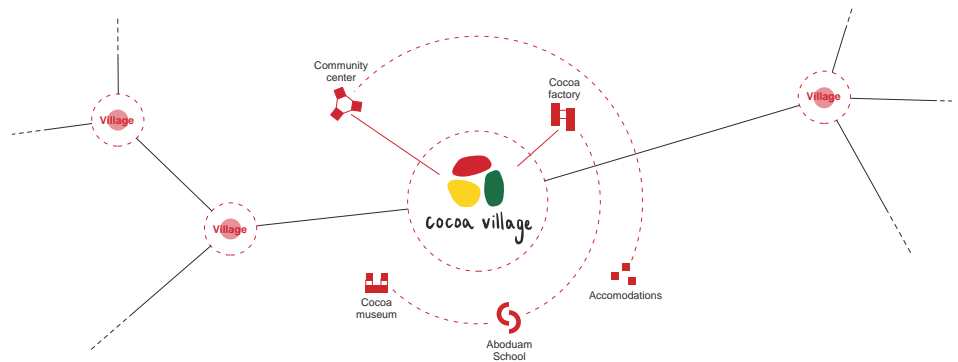 Community
center
Cocoa
factory
Village
Village
Village
cocoa village
Cocoa
museum
Accomodations
Aboduam
School